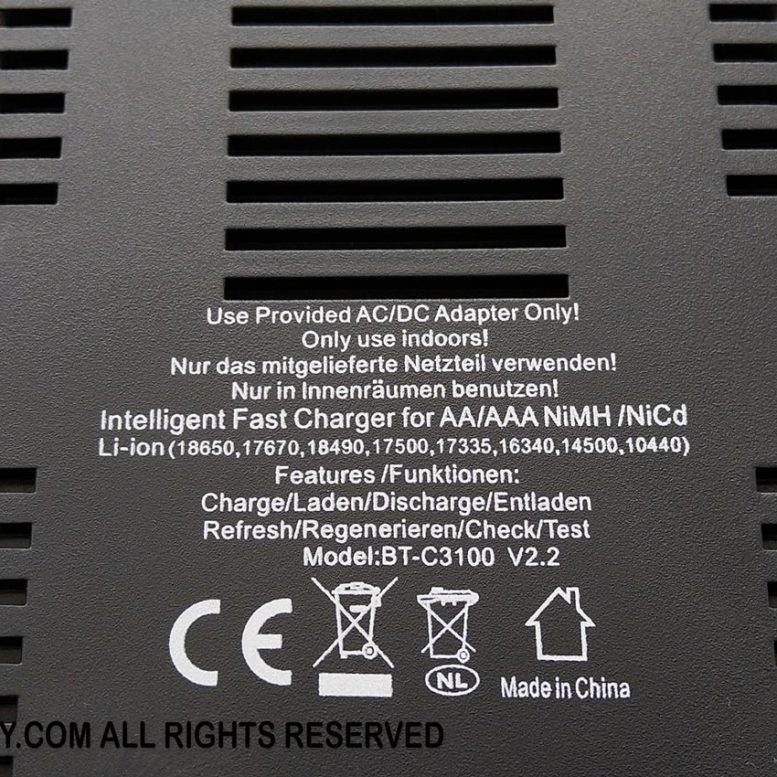 Use Provided AC/DC Adapter Only!
Only use indoors!
Nur das mitgelieferte Netzteil verwenden!
Nur in Innenräumen benutzen!
Intelligent Fast Charger for AA/AAA NiMH /NiCd
Li-ion(18650,17670,18490,17500,17335,16340,14500,10440)
Features /Funktionen:
Charge/Laden/Discharge/Entladen
Refresh/Regenerieren/Check/Test
Model:BT-C3100 V2.2
CE
NL
Made in China
Y.COM ALL RIGHTS RESERVED